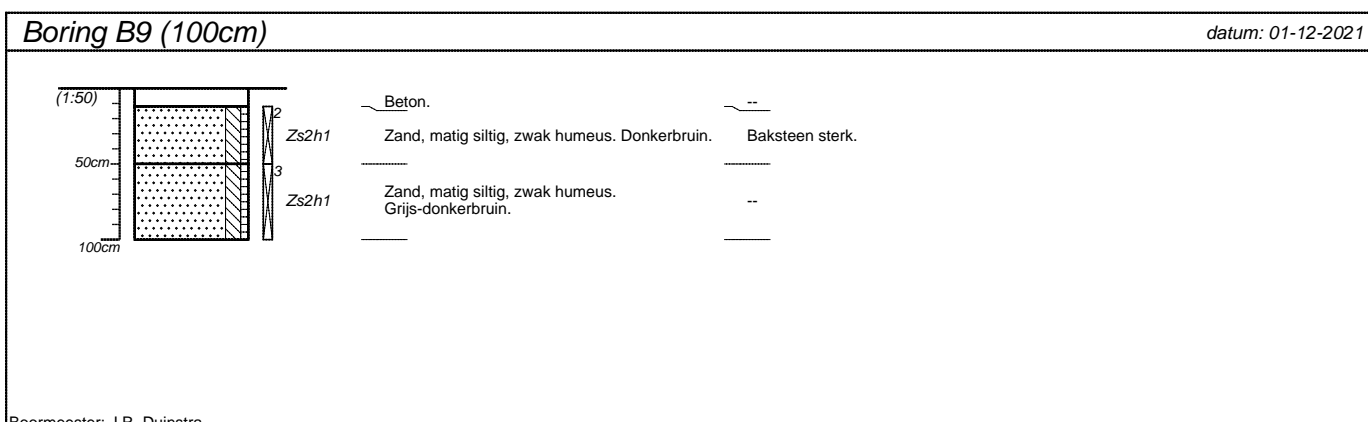 Boring B9 (100cm)
datum: 01-12-2021
(1:50)
Beton.
--
2
Zs2h1
Zand, matig siltig, zwak humeus. Donkerbruin.
Baksteen sterk.
50cm
3
Zs2h1
Zand, matig siltig, zwak humeus.
Grijs-donkerbruin.
--
100cm